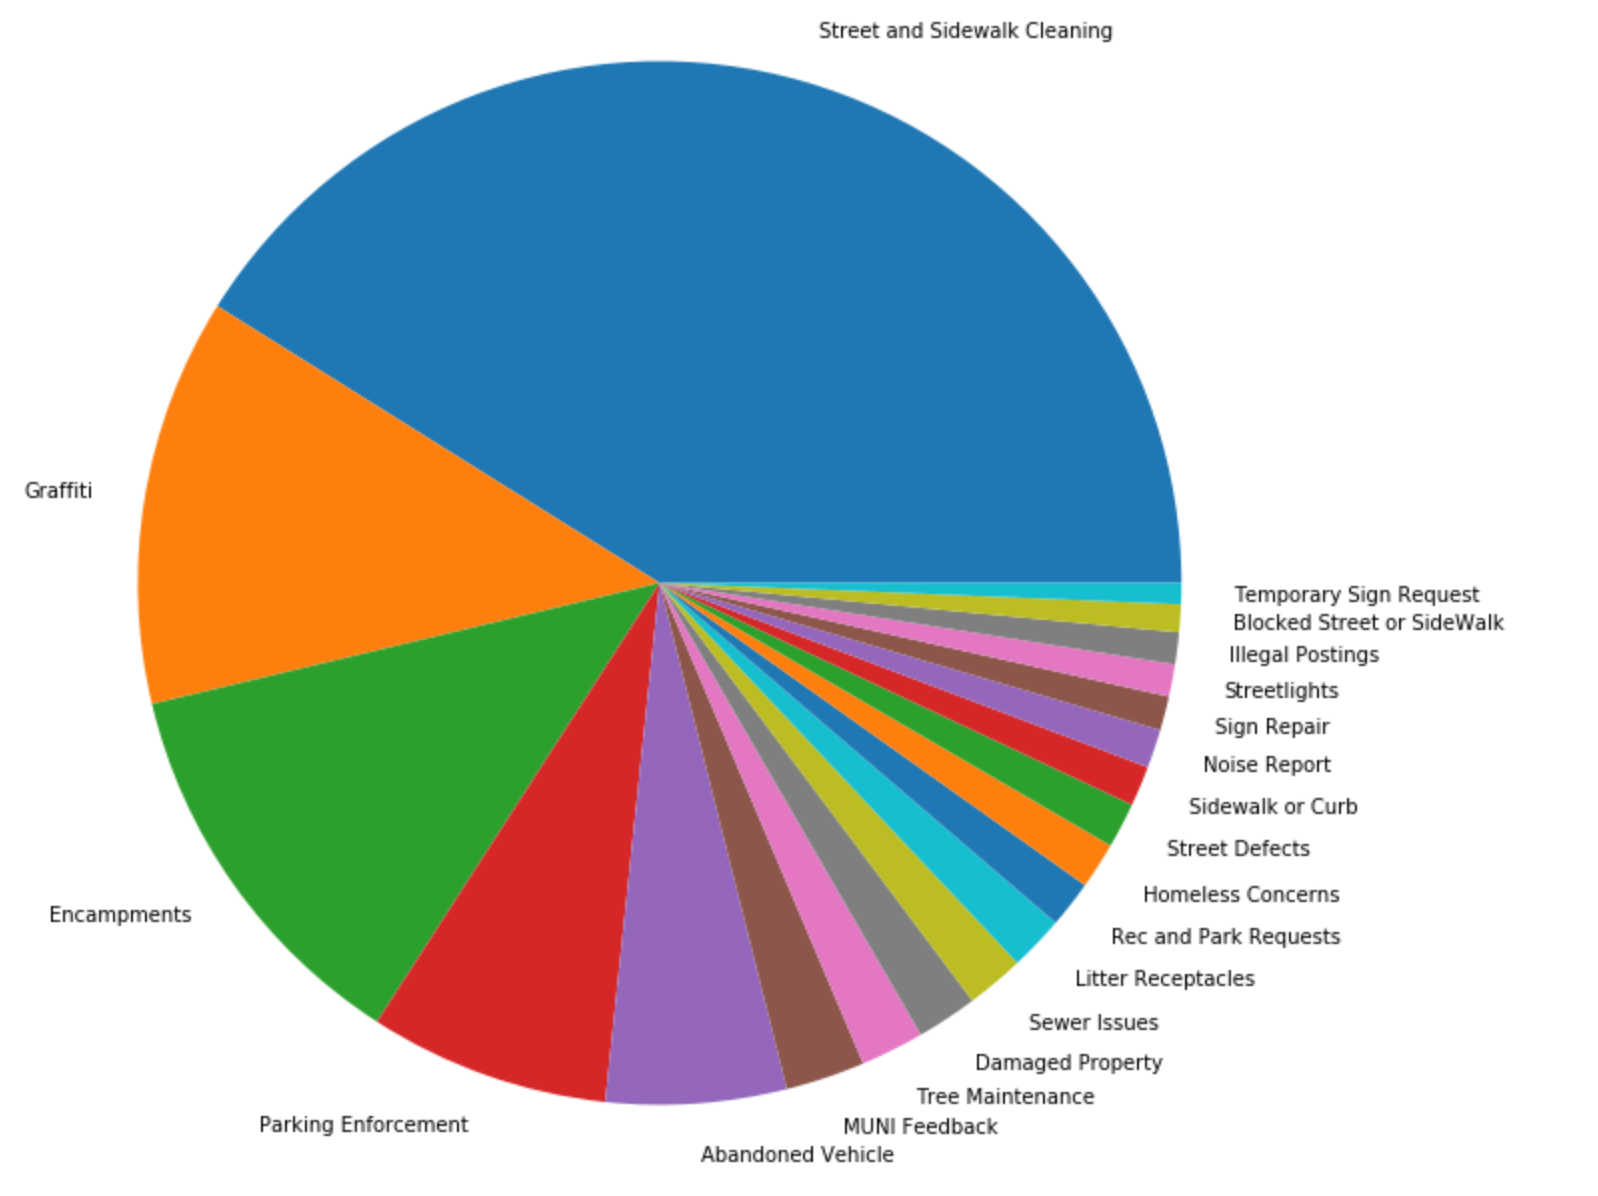 Street and Sidewalk Cleaning
Graffiti
Temporary Sign Request
Blocked Street or SideWalk
Illegal Postings
Streetlights
Sign Repair
Noise Report
Sidewalk or Curb
Street Defects
Homeless Concerns
Encampments
Rec and Park Requests
Litter Receptacles
Sewer Issues
Damaged Property
Tree Maintenance
Parking Enforcement
MUNI Feedback
Abandoned Vehicle